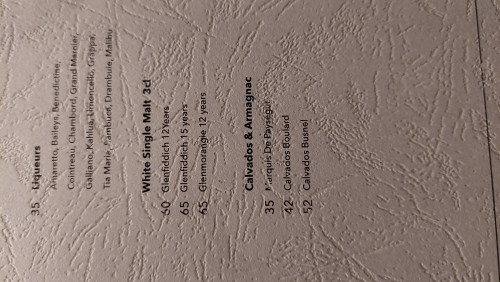 35 Liqueurs
Amaretto, Baileys, Benedictine,
Cointreau, Chambord, Grand Marnier,
Galliano, Kahlua, Limoncello, Grappa,
Tia Maria, Sambuca, Drambuie, Malibu
White Single Malt 3cl
60 Glenfiddich 12Years
65 Glenfiddich 15 years
65 Glenmorangie 12 years
Calvados & Armagnac
35 Marquis De Paysegur
42 Calvados Boulard
52 Calvados Busnel